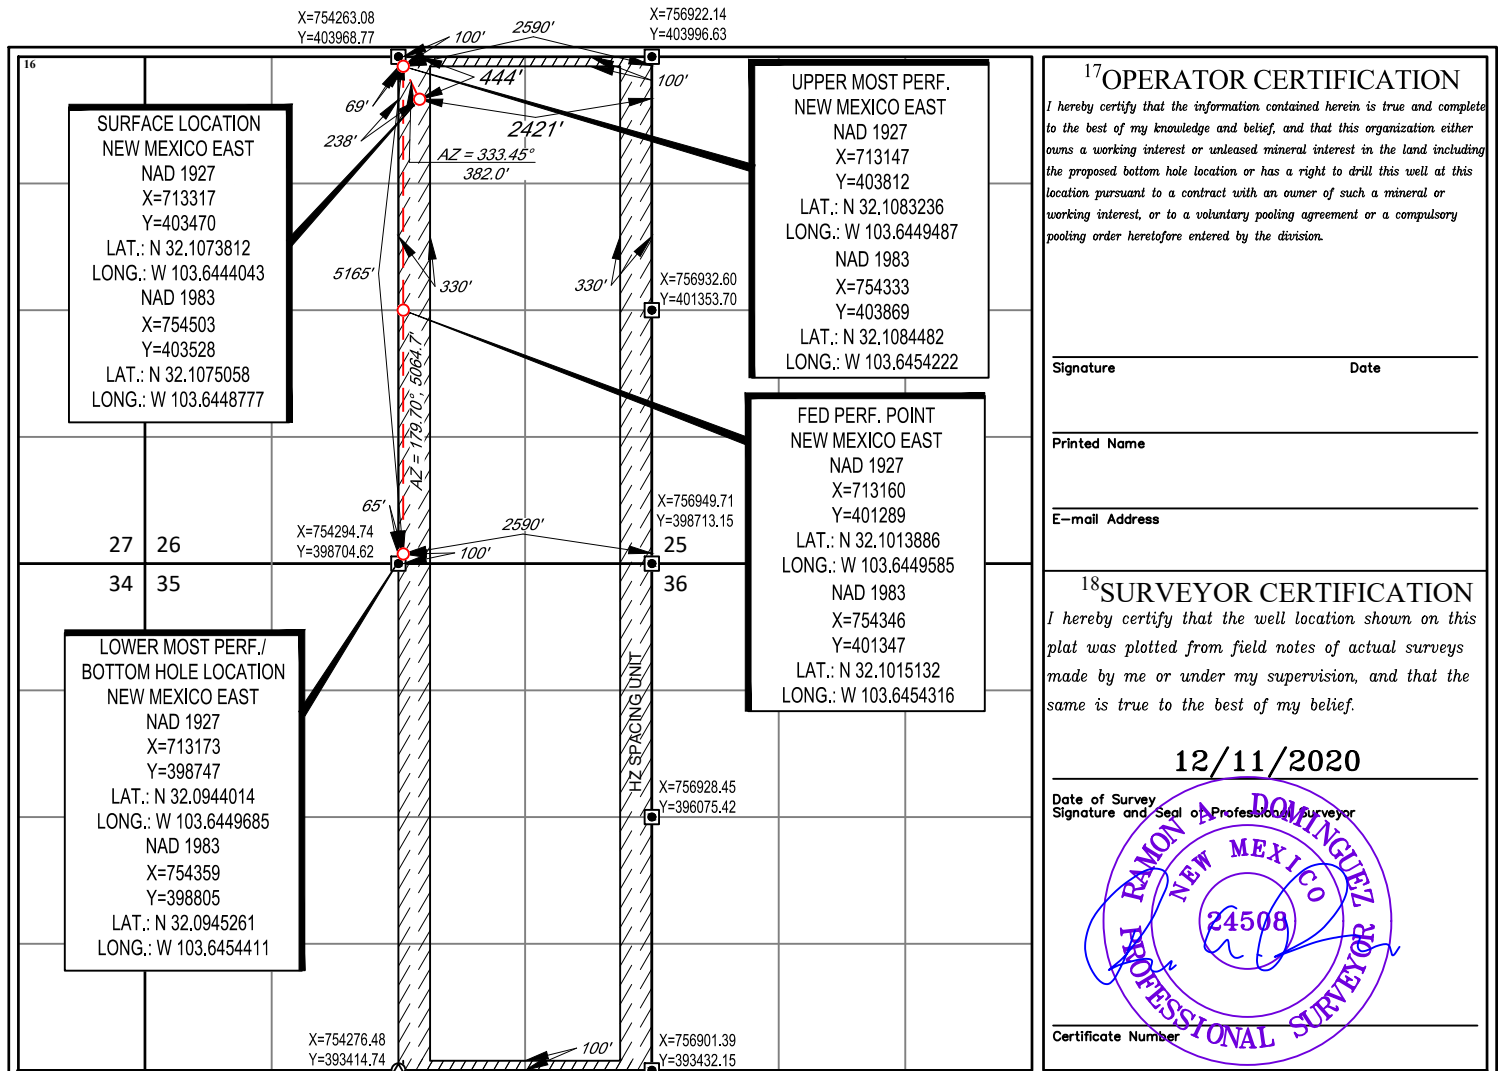 X=754263.08
Y=403968.77
X=756922.14
Y=403996.63
16
100'
2590'
444'
100'
69'
238'
2421'
AZ = 333.45°
382.0'
SURFACE LOCATION
NEW MEXICO EAST
NAD 1927
X=713317
Y=403470
LAT.: N 32.1073812
LONG.: W 103.6444043
NAD 1983
X=754503
Y=403528
LAT.: N 32.1075058
LONG.: W 103.6448777
UPPER MOST PERF.
NEW MEXICO EAST
NAD 1927
X=713147
Y=403812
LAT.: N 32.1083236
LONG.: W 103.6449487
NAD 1983
X=754333
Y=403869
LAT.: N 32.1084482
LONG.: W 103.6454222
5165'
330'
330'
X=756932.60
Y=401353.70
AZ = 179.70°, 5064.7'
FED PERF. POINT
NEW MEXICO EAST
NAD 1927
X=713160
Y=401289
LAT.: N 32.1013886
LONG.: W 103.6449585
NAD 1983
X=754346
Y=401347
LAT.: N 32.1015132
LONG.: W 103.6454316
65'
X=754294.74
Y=398704.62
2590'
100'
X=756949.71
Y=398713.15
27 26
25
34 35
36
LOWER MOST PERF./
BOTTOM HOLE LOCATION
NEW MEXICO EAST
NAD 1927
X=713173
Y=398747
LAT.: N 32.0944014
LONG.: W 103.6449685
NAD 1983
X=754359
Y=398805
LAT.: N 32.0945261
LONG.: W 103.6454411
HZ SPACING UNIT
X=756928.45
Y=396075.42
X=754276.48
Y=393414.74
100'
X=756901.39
Y=393432.15
17OPERATOR CERTIFICATION
I hereby certify that the information contained herein is true and complete
to the best of my knowledge and belief, and that this organization either
owns a working interest or unleased mineral interest in the land including
the proposed bottom hole location or has a right to drill this well at this
location pursuant to a contract with an owner of such a mineral or
working interest, or to a voluntary pooling agreement or a compulsory
pooling order heretofore entered by the division.
Signature Date
Printed Name
E-mail Address
18SURVEYOR CERTIFICATION
I hereby certify that the well location shown on this
plat was plotted from field notes of actual surveys
made by me or under my supervision, and that the
same is true to the best of my belief.
12/11/2020
Date of Survey
Signature and Seal of Professional Surveyor
RAMON A. DOMINGUEZ
NEW MEXICO
24508
PROFESSIONAL SURVEYOR
Certificate Number